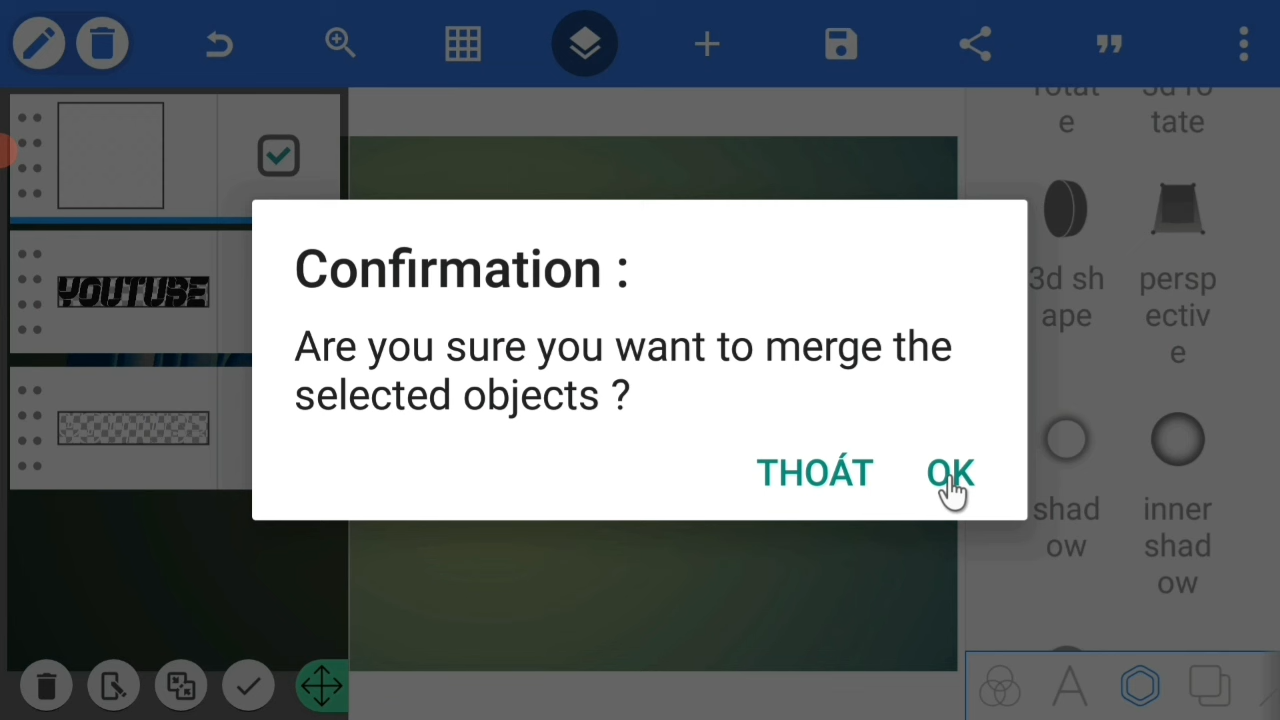 rotat
e
3d ro
tate
YOUTUBE
Confirmation :
Are you sure you want to merge the
selected objects ?
THOÁT
OK
3d sh
ape
persp
ectiv
e
shad
ow
inner
shad
ow